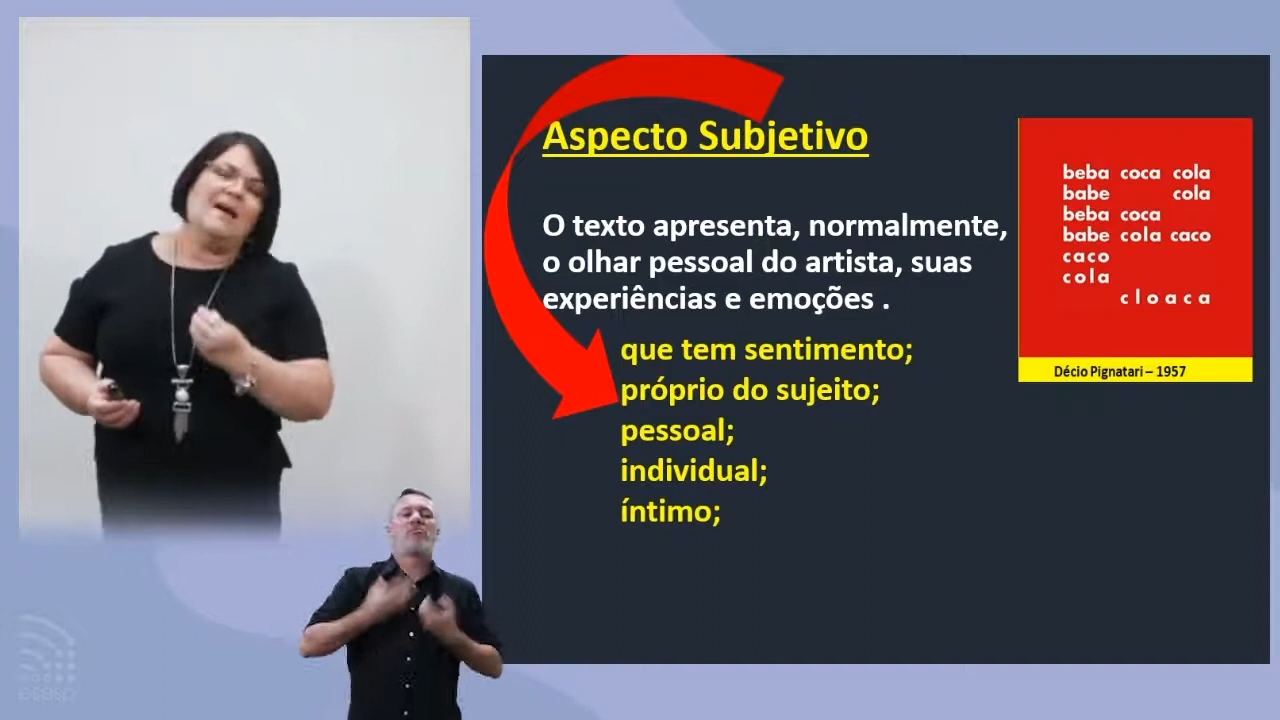 Aspecto Subjetivo
O texto apresenta, normalmente,
o olhar pessoal do artista, suas
experiências e emoções .
que tem sentimento;
próprio do sujeito;
pessoal;
individual;
íntimo;
beba coca cola
babe cola
beba coca
babe cola caco
caco
cola
cloaca
Décio Pignatari – 1957